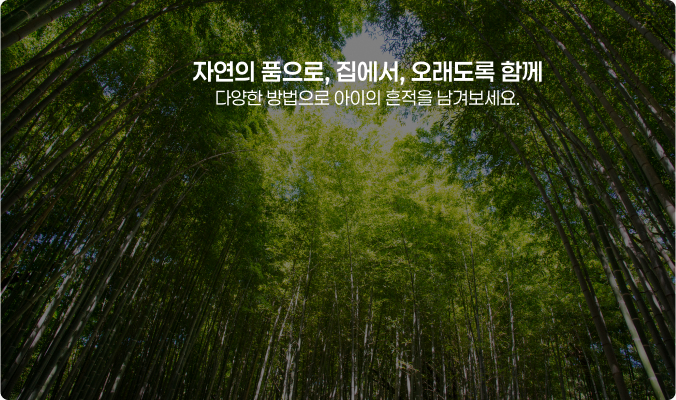 자연의 품으로, 집에서, 오래도록 함께
다양한 방법으로 아이의 흔적을 남겨보세요.